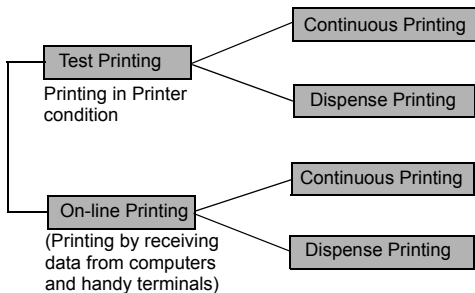 Continuous Printing
Test Printing
Printing in Printer
condition
Dispense Printing
Continuous Printing
On-line Printing
(Printing by receiving
data from computers
and handy terminals)
Dispense Printing